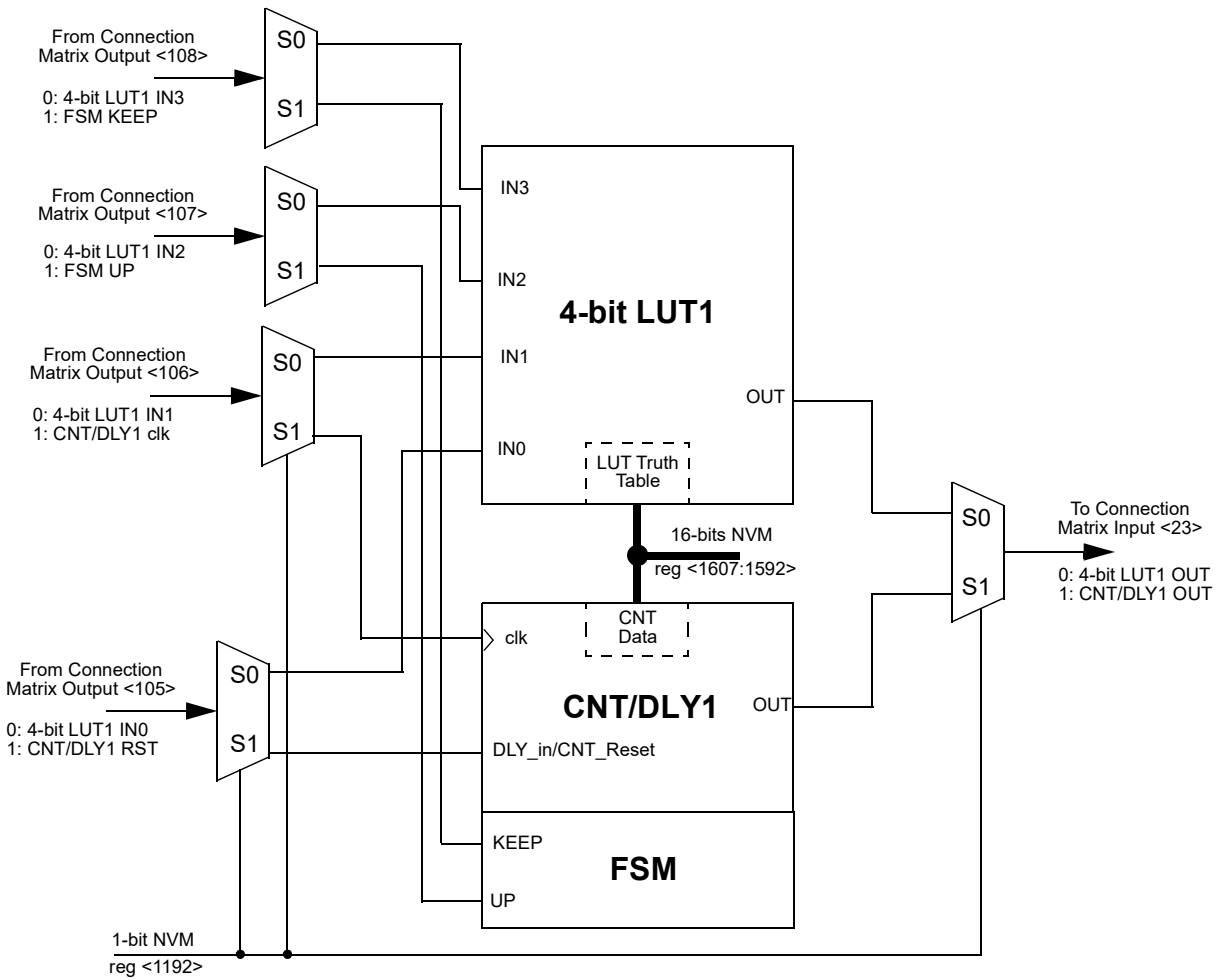 From Connection
Matrix Output <108>
0: 4-bit LUT1 IN3
1: FSM KEEP
S0
S1
From Connection
Matrix Output <107>
0: 4-bit LUT1 IN2
1: FSM UP
S0
S1
From Connection
Matrix Output <106>
0: 4-bit LUT1 IN1
1: CNT/DLY1 clk
S0
S1
From Connection
Matrix Output <105>
0: 4-bit LUT1 IN0
1: CNT/DLY1 RST
S0
S1
IN3
IN2
IN1
IN0
4-bit LUT1
OUT
LUT Truth
Table
16-bits NVM
reg <1607:1592>
CNT
Data
clk
CNT/DLY1
OUT
DLY_in/CNT_Reset
KEEP
UP
FSM
S0
S1
To Connection
Matrix Input <23>
0: 4-bit LUT1 OUT
1: CNT/DLY1 OUT
1-bit NVM
reg <1192>